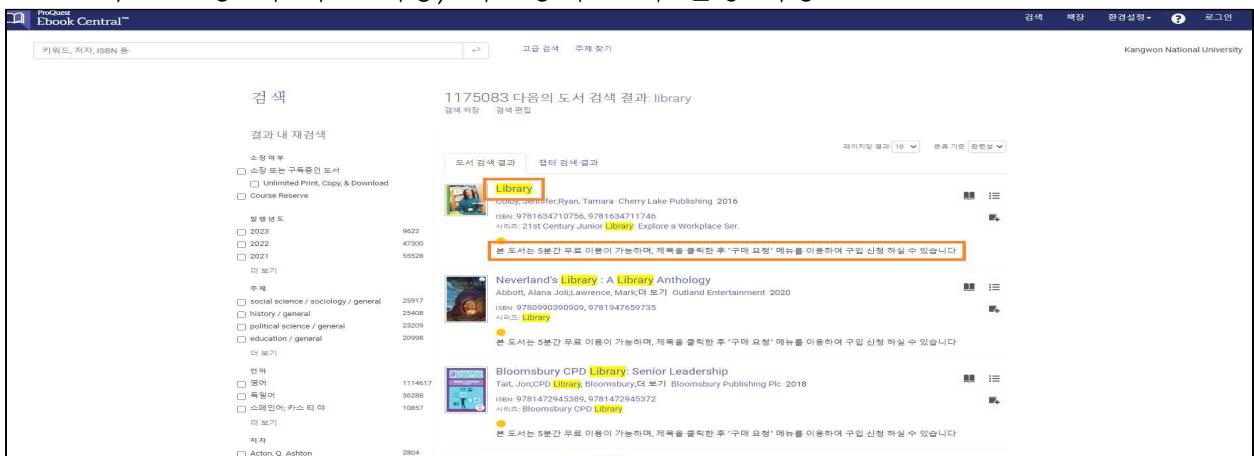 ProQuest
Ebook Central™
검색 책장 환경설정 ? 로그인
키워드, 저자, ISBN 등
고급 검색 주제 찾기
Kangwon National University
검색
1175083 다음의 도서 검색 결과: library
검색 저장 검색 편집
결과 내 재검색
페이지당 결과 10 분류 기준 관련성
소장여부
도서 검색 결과 챕터 검색 결과
소장 또는 구독중인 도서
Unlimited Print, Copy, & Download
Course Reserve
Library
Colby, Jennifer;Ryan, Tamara Cherry Lake Publishing 2016
ISBN: 9781634710756, 9781634711746
시리즈: 21st Century Junior Library: Explore a Workplace Ser.
본 도서는 5분간 무료 이용이 가능하며, 제목을 클릭한 후 "구매 요청" 메뉴를 이용하여 구입 신청 하실 수 있습니다
발행년도
2023 9622
2022 47300
2021 55528
더 보기
Neverland's Library : A Library Anthology
Abbott, Alana Joli;Lawrence, Mark;더 보기 Outland Entertainment 2020
ISBN: 9780990390909, 9781947659735
시리즈: Library
본 도서는 5분간 무료 이용이 가능하며, 제목을 클릭한 후 "구매 요청" 메뉴를 이용하여 구입 신청 하실 수 있습니다
주제
social science / sociology / general 25917
history / general 25408
political science / general 23209
education / general 20998
더 보기
Bloomsbury CPD Library: Senior Leadership
Tait, Jon;CPD Library, Bloomsbury;더 보기 Bloomsbury Publishing Plc 2018
ISBN: 9781472945389, 9781472945372
시리즈: Bloomsbury CPD Library
본 도서는 5분간 무료 이용이 가능하며, 제목을 클릭한 후 "구매 요청" 메뉴를 이용하여 구입 신청 하실 수 있습니다
언어
영어 1114617
독일어 36288
스페인어; 카스 티 야 10857
더 보기
저자
Acton, Q. Ashton 2804